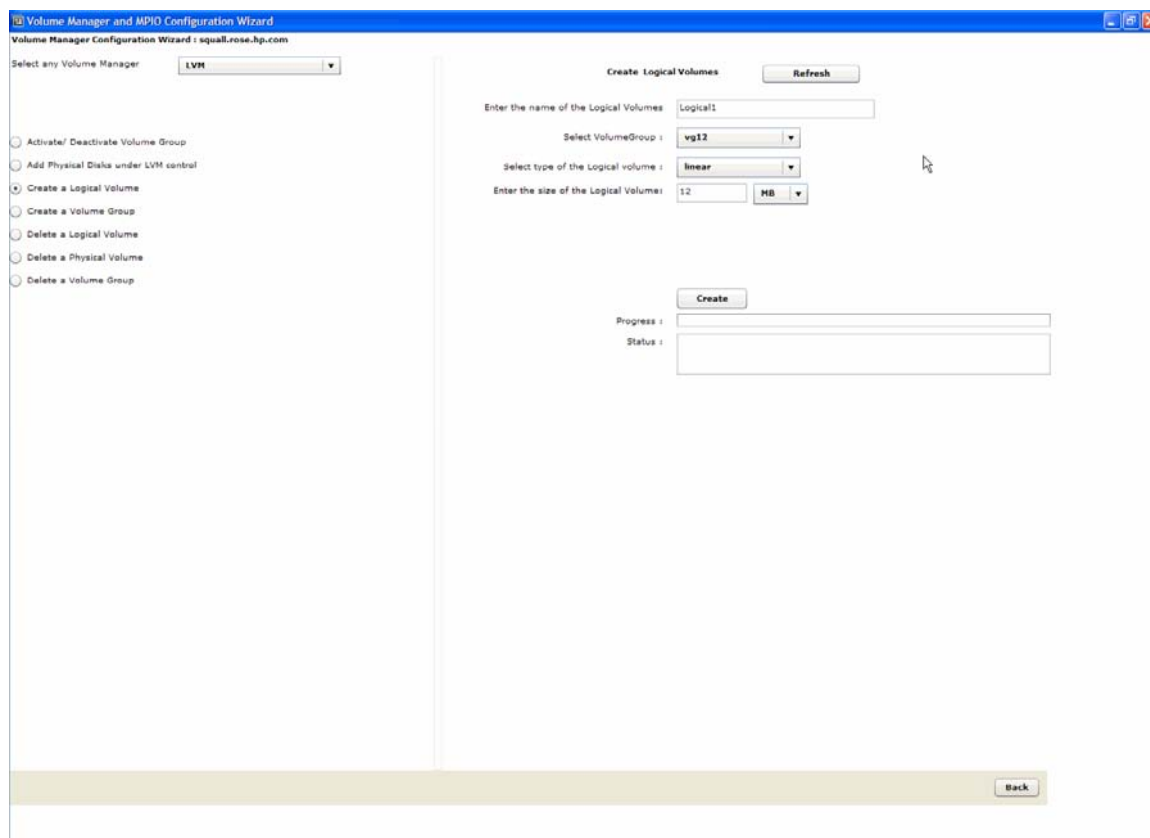 Volume Manager and MPIO Configuration Wizard
Volume Manager Configuration Wizard : squall.rose.hp.com
Select any Volume Manager
LVM
Activate/ Deactivate Volume Group
Add Physical Disks under LVM control
Create a Logical Volume
Create a Volume Group
Delete a Logical Volume
Delete a Physical Volume
Delete a Volume Group
Create Logical Volumes
Refresh
Enter the name of the Logical Volumes
Logical1
Select VolumeGroup :
vg12
Select type of the Logical volume :
linear
Enter the size of the Logical Volume:
12
MB
Create
Progress :
Status :
Back